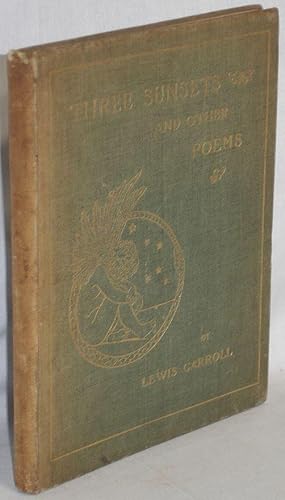 THREE SUNSETS
AND OTHER
POEMS
BY
LEWIS CARROLL